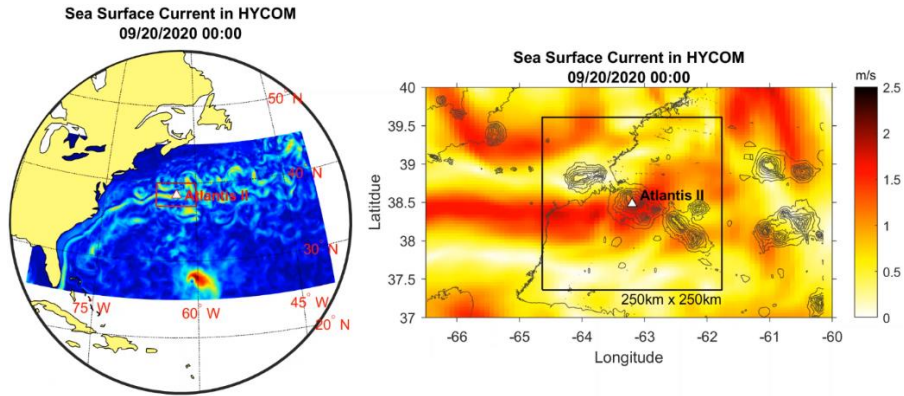 Sea Surface Current in HYCOM
09/20/2020 00:00
50° N
40° N
Atlantis II
30° N
75° W
60° W
45° W
20° N
Sea Surface Current in HYCOM
09/20/2020 00:00
m/s
40
39.5
39
38.5
38
37.5
37
Latitdue
Atlantis II
250km x 250km
-66
-65
-64
-63
-62
-61
-60
Longitude
2.5
2
1.5
1
0.5
0